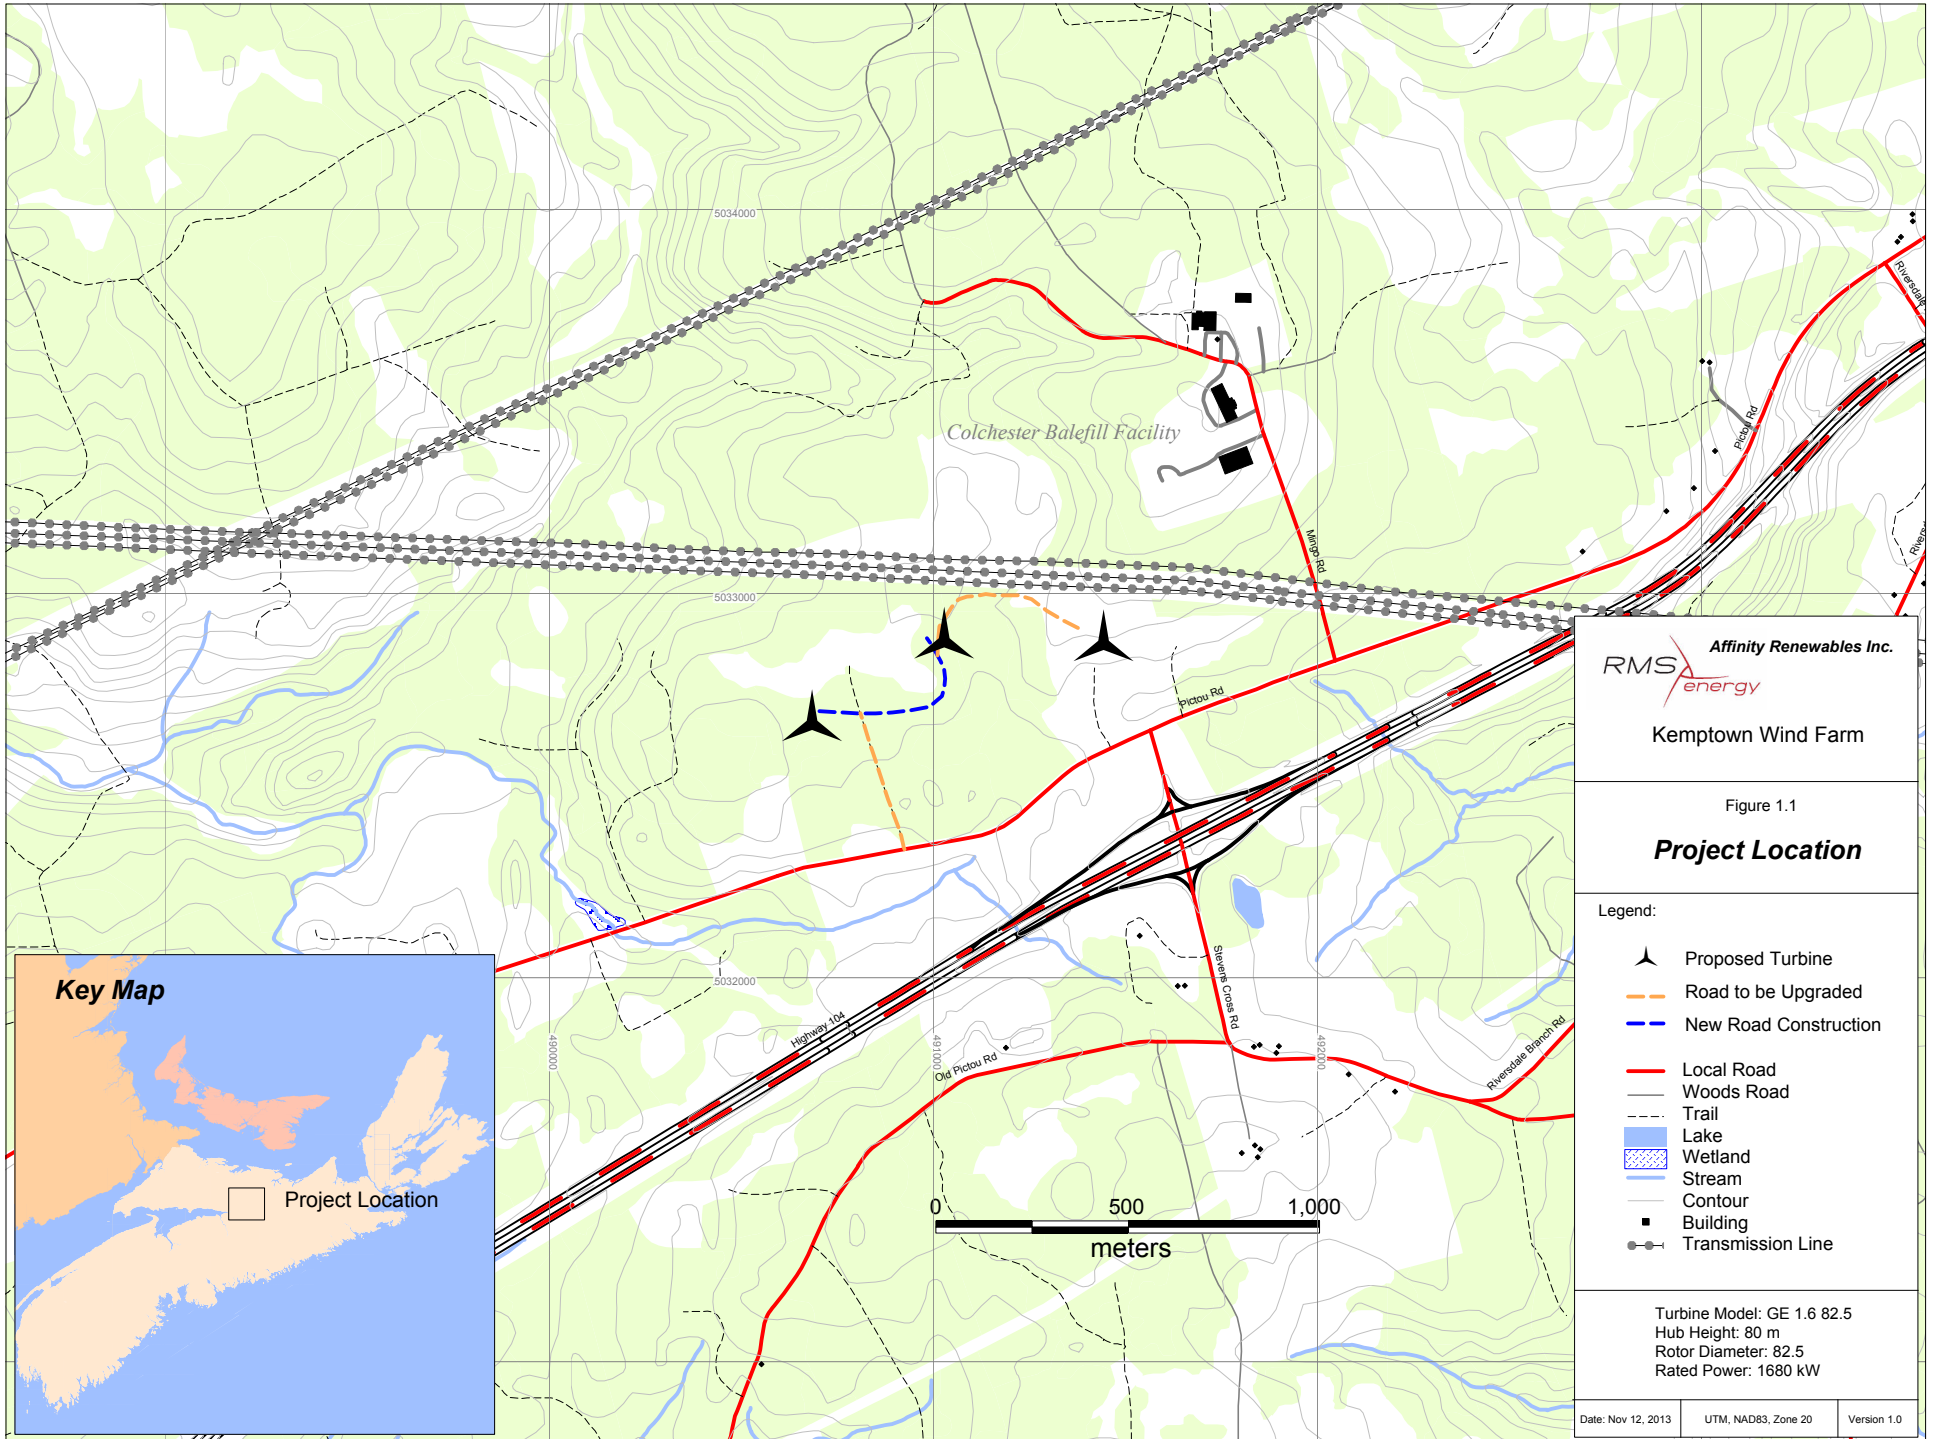 5034000
Riversdale
Pictou Rd
Colchester Balefill Facility
Mingo Rd
5033000
Pictou Rd
5032000
Highway 104
490000
491000
492000
Old Pictou Rd
Stevens Cross Rd
Riversdale Branch Rd
Key Map
Project Location
0 500 1,000
meters
RMS energy
Affinity Renewables Inc.
Kemptown Wind Farm
Figure 1.1
Project Location
Legend:
Proposed Turbine
Road to be Upgraded
New Road Construction
Local Road
Woods Road
Trail
Lake
Wetland
Stream
Contour
Building
Transmission Line
Turbine Model: GE 1.6 82.5
Hub Height: 80 m
Rotor Diameter: 82.5
Rated Power: 1680 kW
Date: Nov 12, 2013
UTM, NAD83, Zone 20
Version 1.0